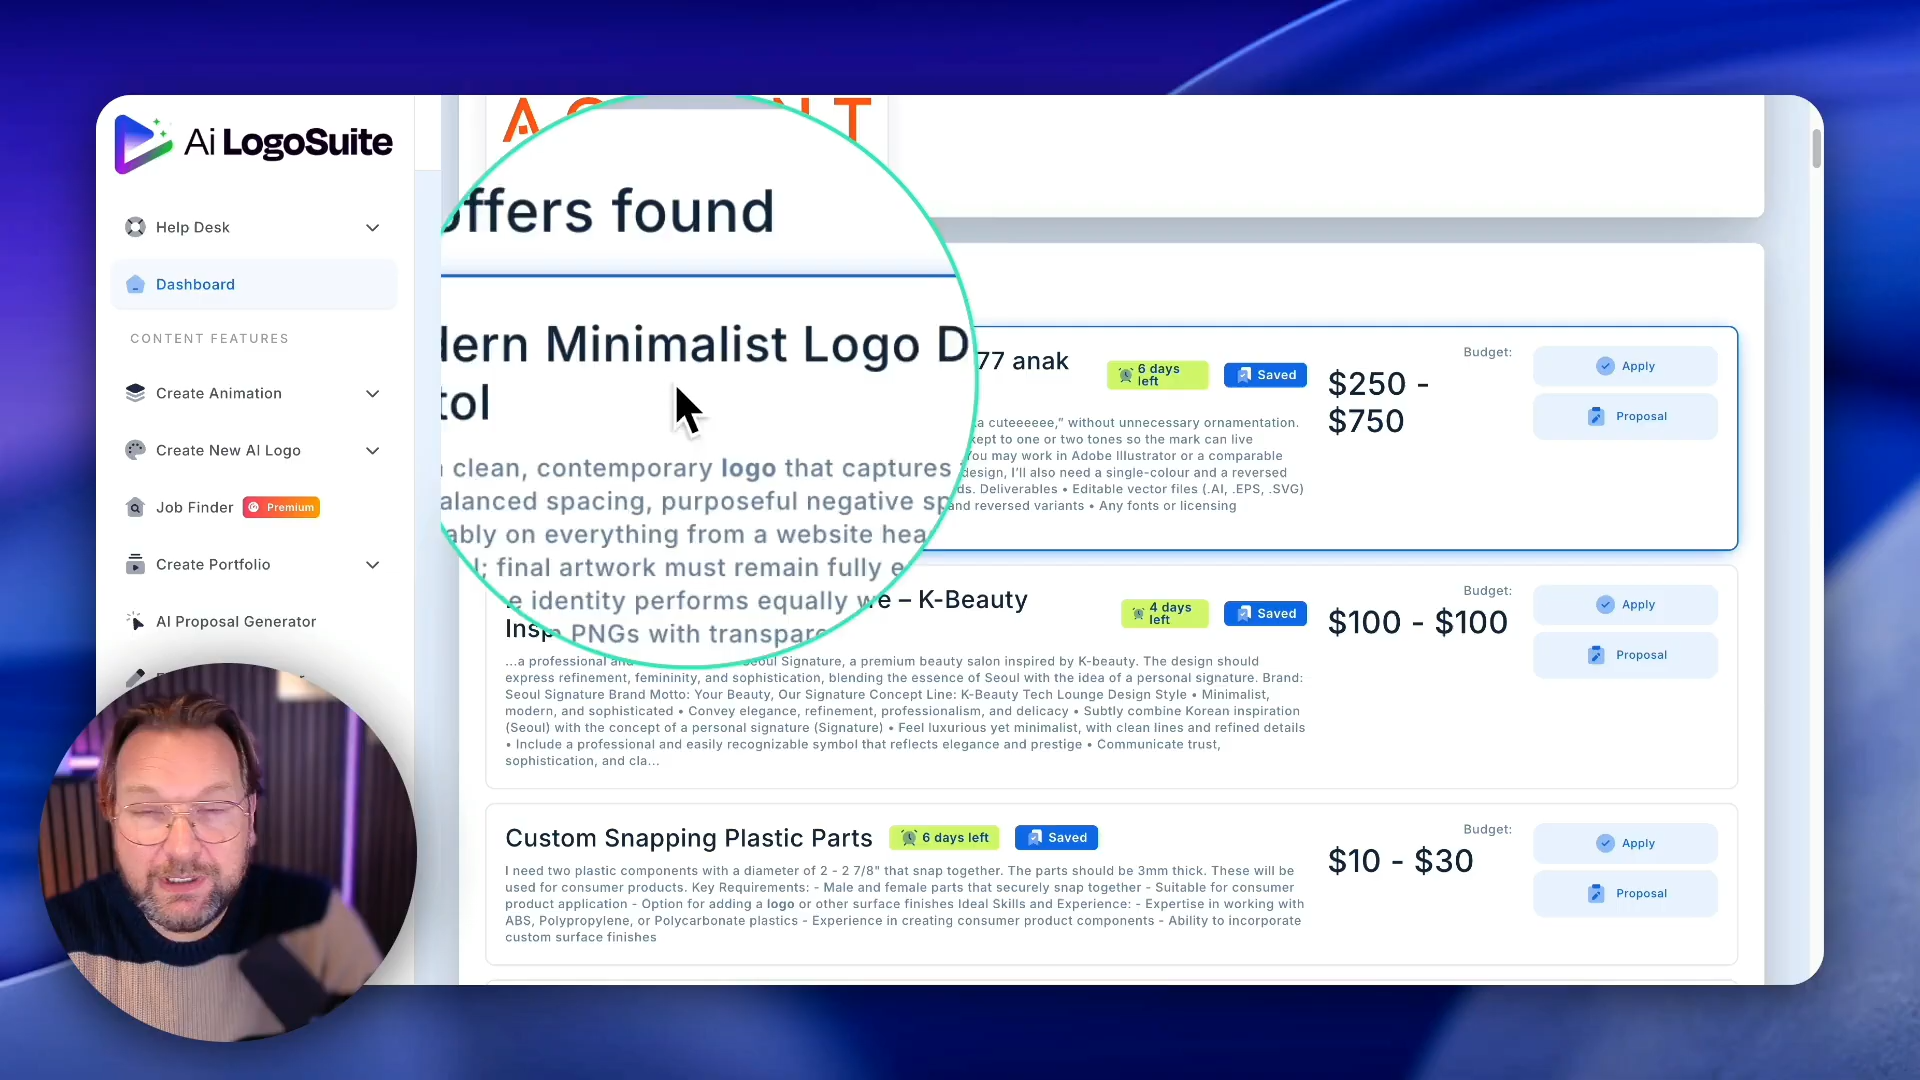 Ai LogoSuite
Help Desk
Dashboard
CONTENT FEATURES
Create Animation
Create New AI Logo
Job Finder
Premium
Create Portfolio
AI Proposal Generator
offers found
Minimalist Logo D
clean, contemporary logo that captures
balanced spacing, purposeful negative
on everything from a website
final artwork must remain fully
identity performs equally
PNGs with
77 anak
6 days left
Saved
cuteeeeee,” without unnecessary ornamentation.
kept to one or two tones so the mark can live
You may work in Adobe Illustrator or a comparable
design, I’ll also need a single-colour and a reversed
Deliverables • Editable vector files (.AI, .EPS, .SVG)
and reversed variants • Any fonts or licensing
Budget:
$250 -
$750
Apply
Proposal
– K-Beauty
4 days left
Saved
...a professional Seoul Signature, a premium beauty salon inspired by K-beauty. The design should
express refinement, femininity, and sophistication, blending the essence of Seoul with the idea of a personal signature. Brand:
Seoul Signature Brand Motto: Your Beauty, Our Signature Concept Line: K-Beauty Tech Lounge Design Style • Minimalist,
modern, and sophisticated • Convey elegance, refinement, professionalism, and delicacy • Subtly combine Korean inspiration
(Seoul) with the concept of a personal signature (Signature) • Feel luxurious yet minimalist, with clean lines and refined details
• Include a professional and easily recognizable symbol that reflects elegance and prestige • Communicate trust,
sophistication, and cla...
Budget:
$100 - $100
Apply
Proposal
Custom Snapping Plastic Parts
6 days left
Saved
I need two plastic components with a diameter of 2 - 2 7/8" that snap together. The parts should be 3mm thick. These will be
used for consumer products. Key Requirements: - Male and female parts that securely snap together - Suitable for consumer
product application - Option for adding a logo or other surface finishes Ideal Skills and Experience: - Expertise in working with
ABS, Polypropylene, or Polycarbonate plastics - Experience in creating consumer product components - Ability to incorporate
custom surface finishes
Budget:
$10 - $30
Apply
Proposal